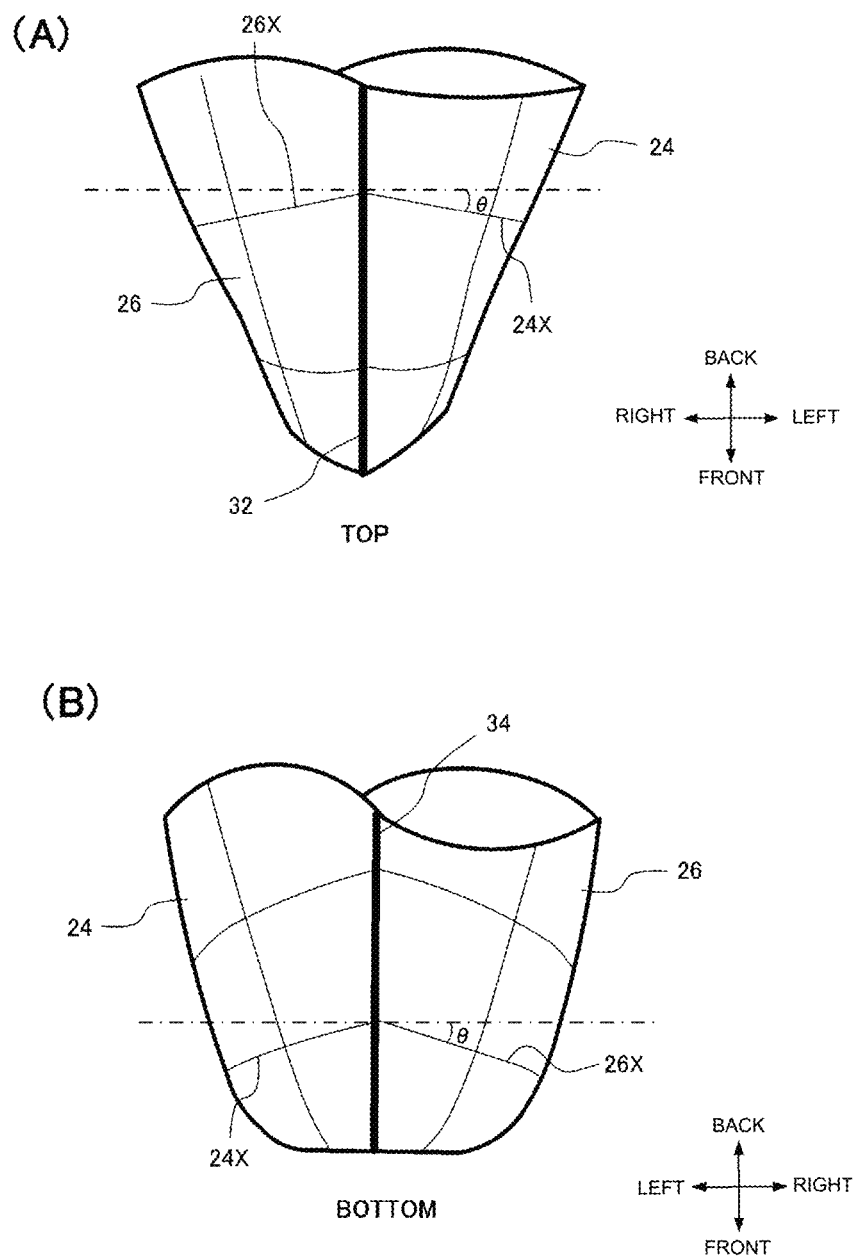 (A)
26X
24
θ
26
24X
BACK
RIGHT LEFT
FRONT
32
TOP
(B)
34
26
24
θ
26X
24X
BACK
LEFT RIGHT
FRONT
BOTTOM